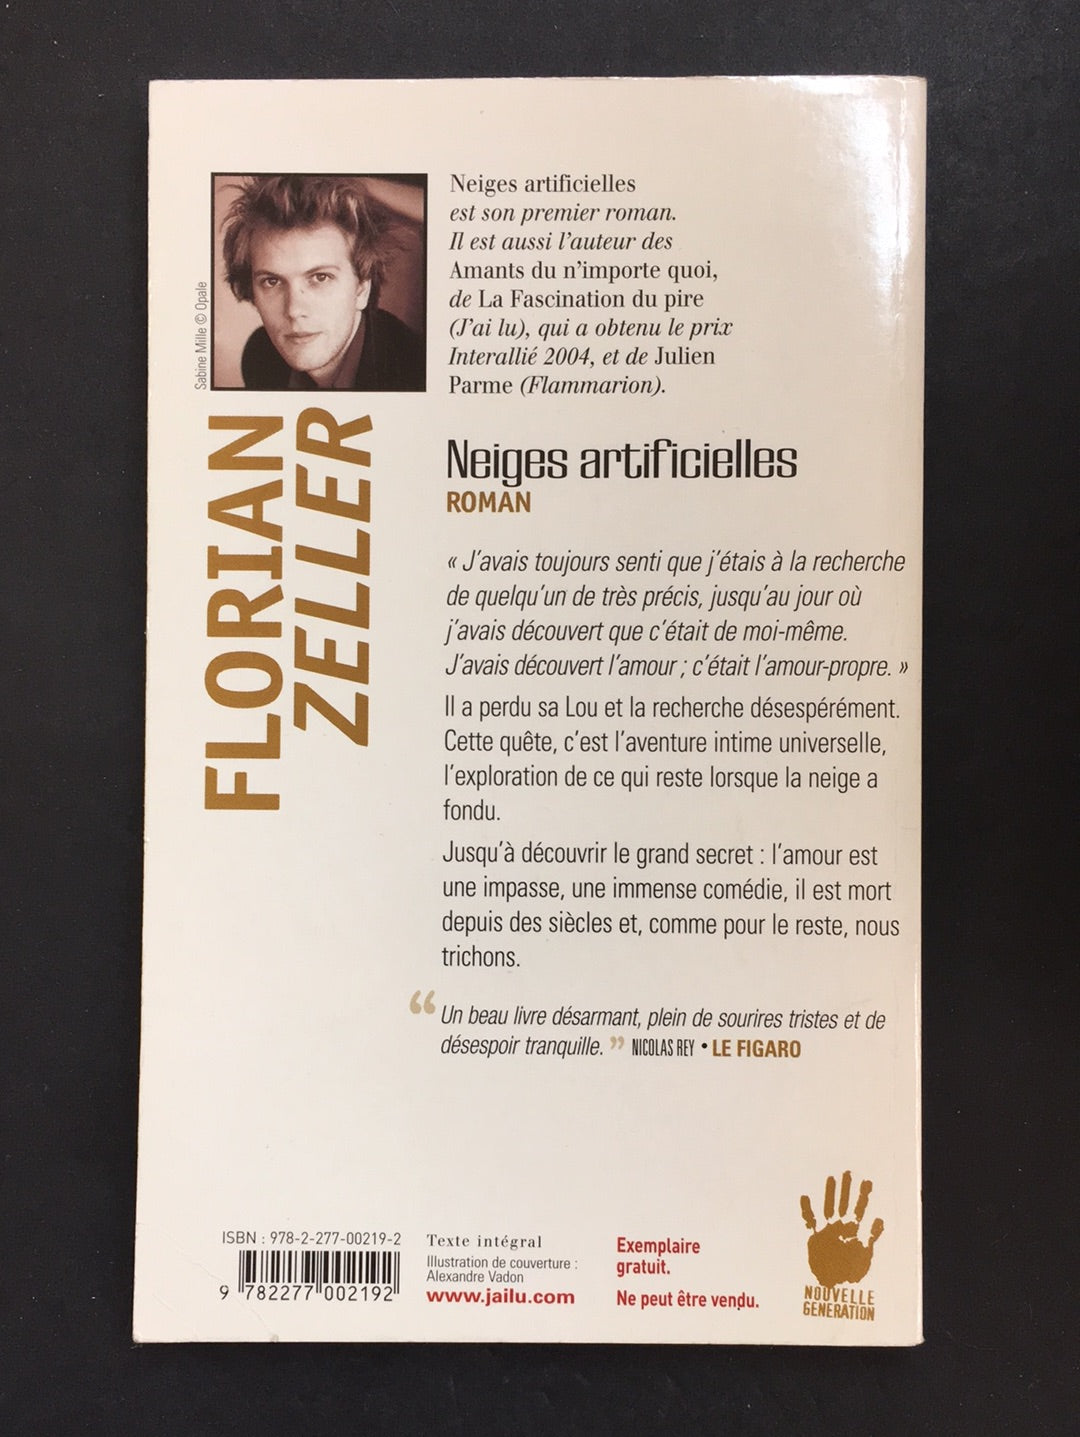 Neiges artificielles
est son premier roman.
Il est aussi l'auteur des
Amants du n'importe quoi,
de La Fascination du pire
(J'ai lu), qui a obtenu le prix
Interallié 2004, et de Julien
Parme (Flammarion).
Sabine Mille © Opale
FLORIAN
ZELLER
Neiges artificielles
ROMAN
« J'avais toujours senti que j'étais à la recherche
de quelqu'un de très précis, jusqu'au jour où
j'avais découvert que c'était de moi-même.
J'avais découvert l'amour ; c'était l'amour-propre. »
Il a perdu sa Lou et la recherche désespérément.
Cette quête, c'est l'aventure intime universelle,
l'exploration de ce qui reste lorsque la neige a
fondu.
Jusqu'à découvrir le grand secret : l'amour est
une impasse, une immense comédie, il est mort
depuis des siècles et, comme pour le reste, nous
trichons.
“ Un beau livre désarmant, plein de sourires tristes et de
désespoir tranquille. ” NICOLAS REY • LE FIGARO
ISBN : 978-2-277-00219-2
9 782277 002192
Texte intégral
Illustration de couverture :
Alexandre Vadon
www.jailu.com
Exemplaire
gratuit.
Ne peut être vendu.
NOUVELLE
GENERATION